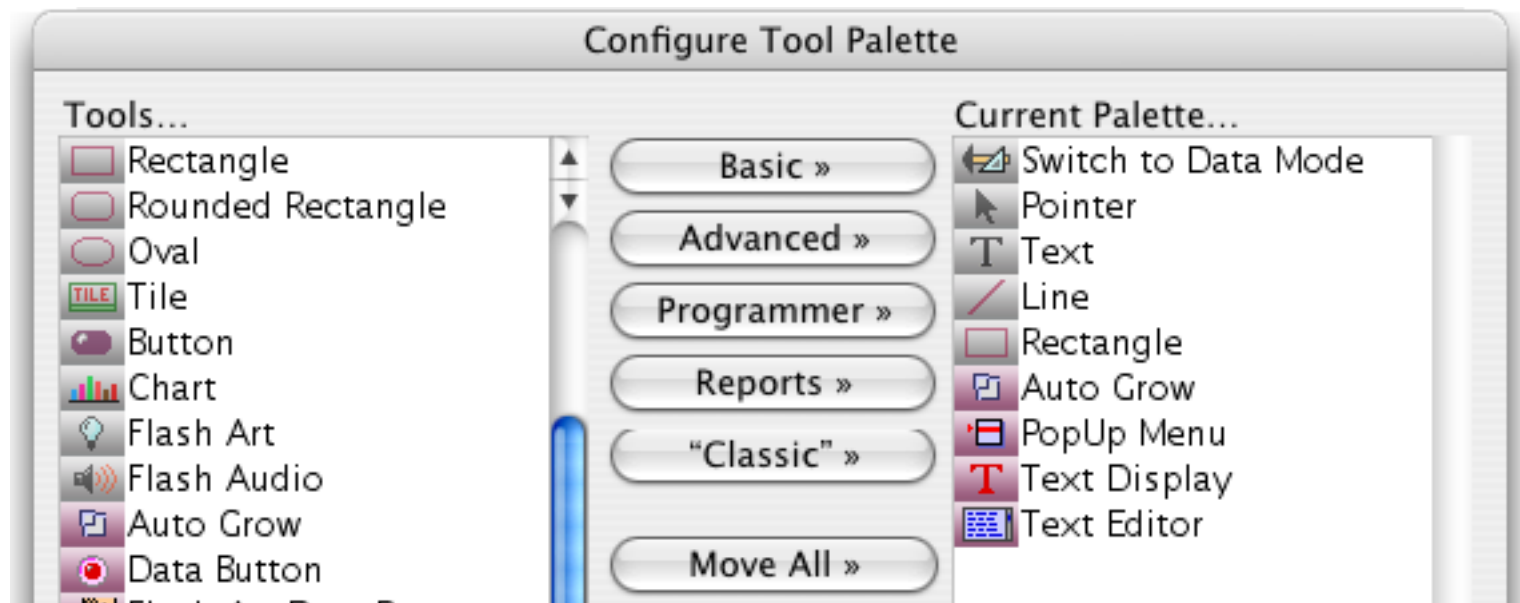 Configure Tool Palette
Tools...
Rectangle
Rounded Rectangle
Oval
TILE Tile
Button
Chart
Flash Art
Flash Audio
Auto Grow
Data Button
Basic »
Advanced »
Programmer »
Reports »
“Classic” »
Move All »
Current Palette...
Switch to Data Mode
Pointer
T Text
Line
Rectangle
Auto Grow
PopUp Menu
T Text Display
Text Editor